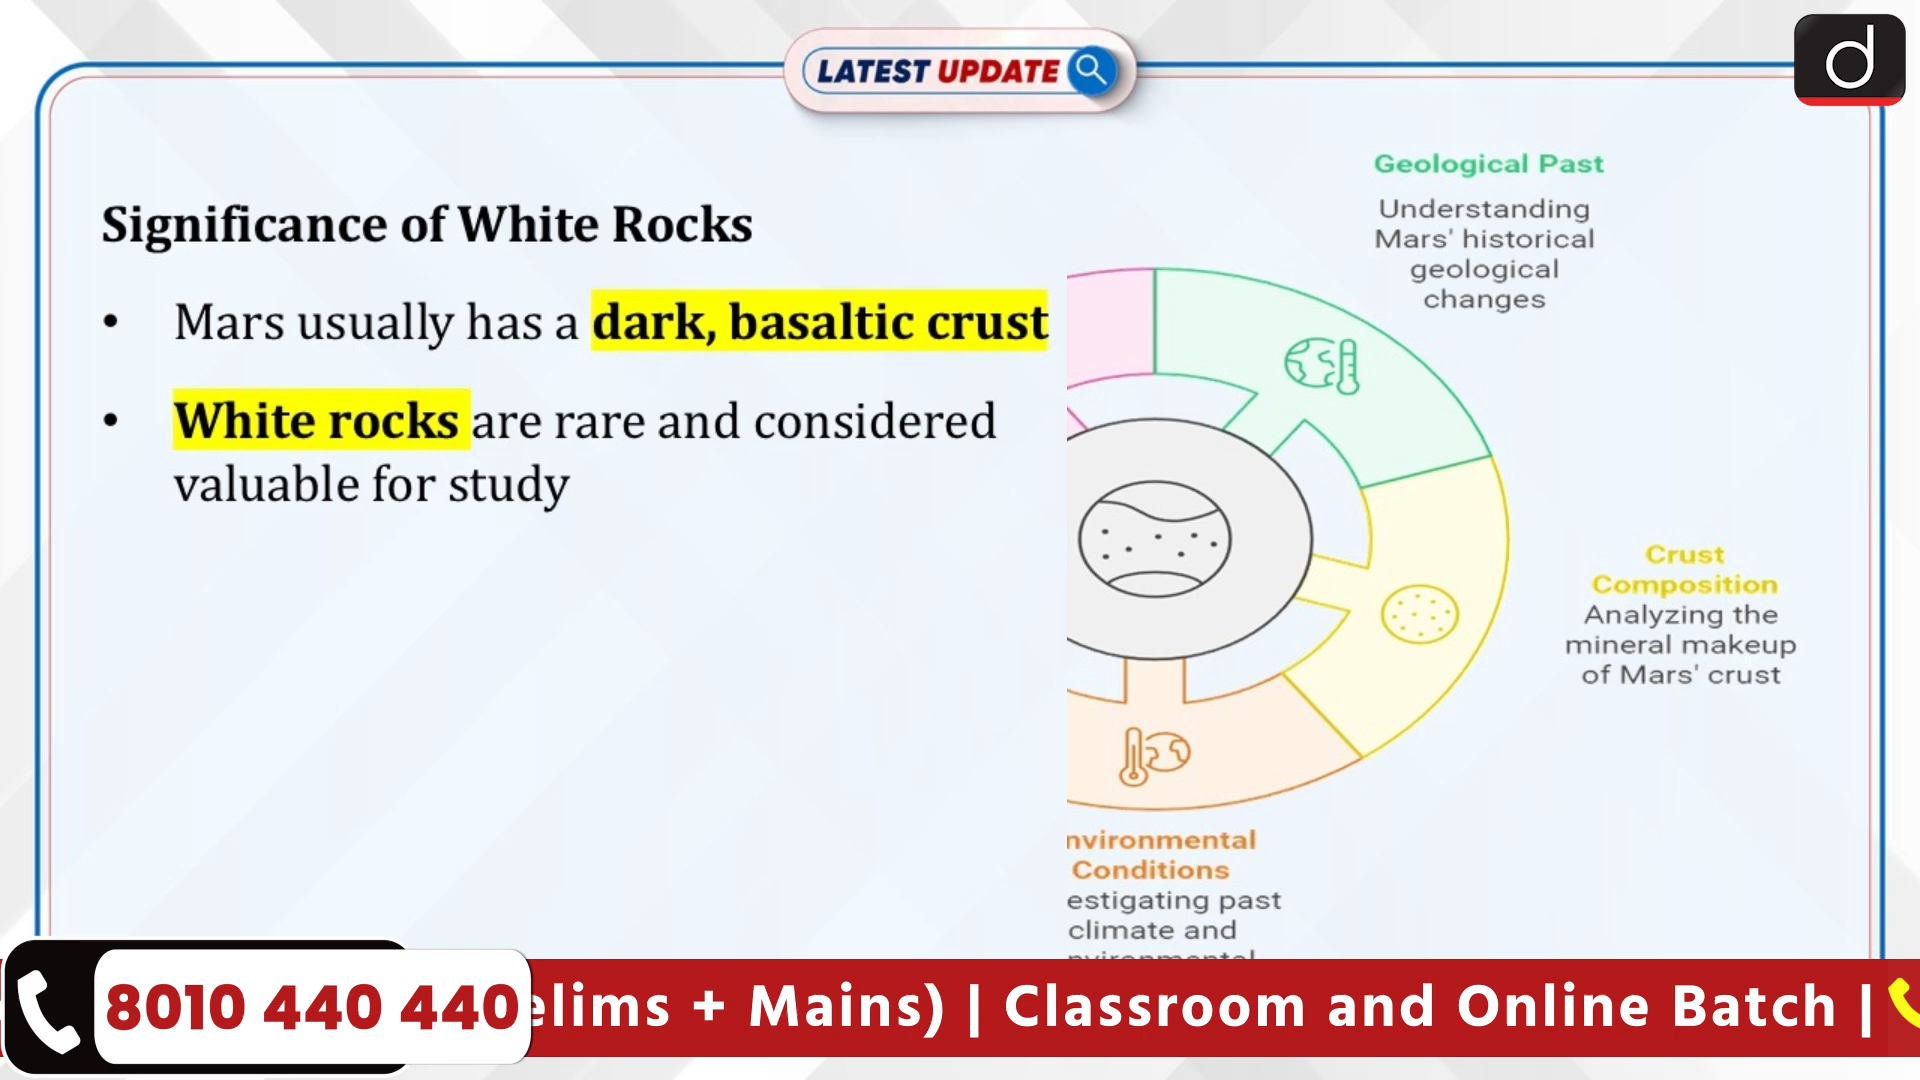 LATEST UPDATE
d
Significance of White Rocks
• Mars usually has a dark, basaltic crust
• White rocks are rare and considered
valuable for study
Geological Past
Understanding
Mars' historical
geological
changes
Crust
Composition
Analyzing the
mineral makeup
of Mars' crust
nvironmental
Conditions
estigating past
climate and
8010 440 440
elims + Mains) | Classroom and Online Batch |